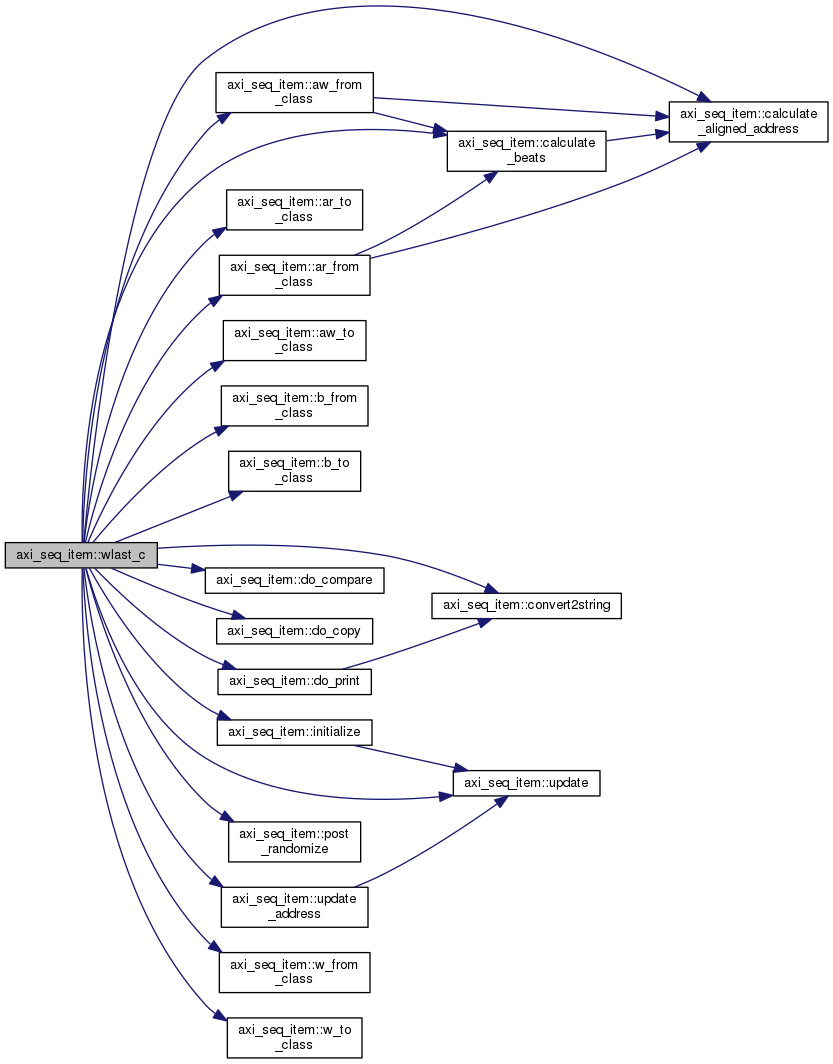 axi_seq_item::aw_from
_class
axi_seq_item::calculate
_aligned_address
axi_seq_item::calculate
_beats
axi_seq_item::ar_to
_class
axi_seq_item::ar_from
_class
axi_seq_item::aw_to
_class
axi_seq_item::b_from
_class
axi_seq_item::b_to
_class
axi_seq_item::wlast_c
axi_seq_item::do_compare
axi_seq_item::convert2string
axi_seq_item::do_copy
axi_seq_item::do_print
axi_seq_item::initialize
axi_seq_item::update
axi_seq_item::post
_randomize
axi_seq_item::update
_address
axi_seq_item::w_from
_class
axi_seq_item::w_to
_class